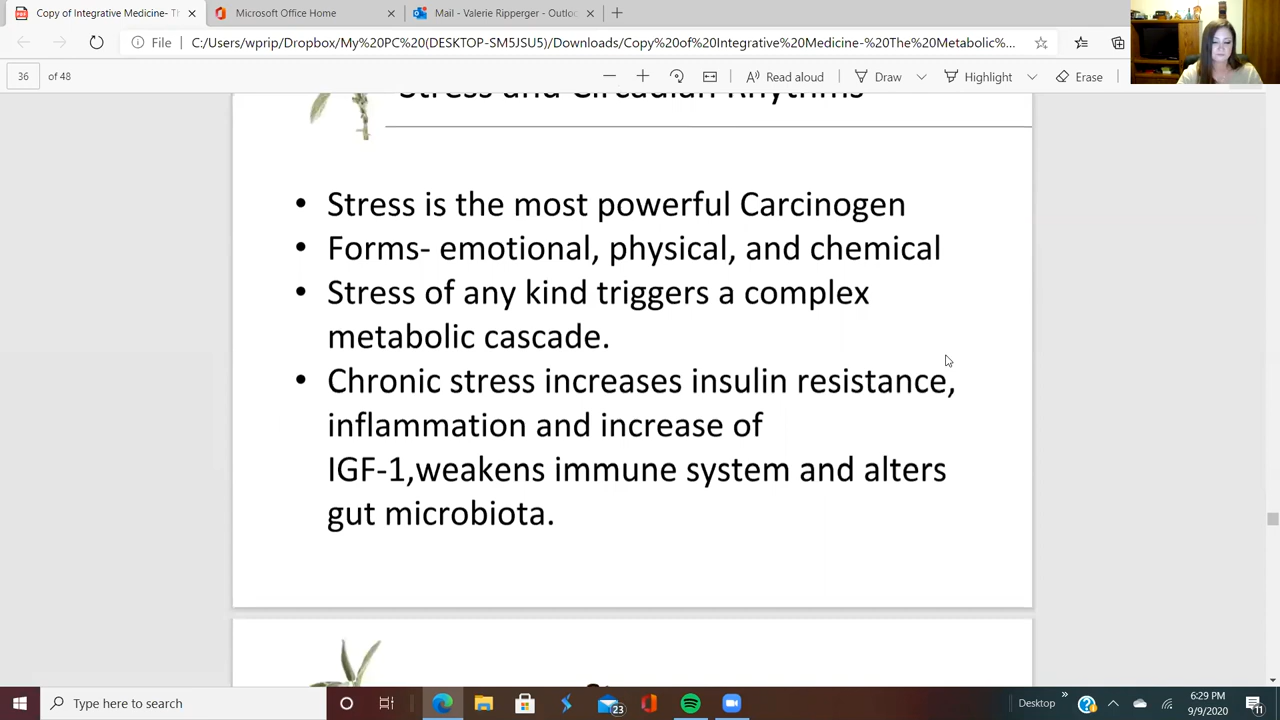 Copy of Integrative Medicine- Th
Microsoft Office Home
Mail - Valerie Ripperger - Outloo
File
C:/Users/wprip/Dropbox/My%20PC%20(DESKTOP-SM5J3U5)/Downloads/Copy%20of%20Integrative%20Medicine-%20The%20Metabolic%...
36 of 48
Read aloud
Draw
Highlight
Erase
Stress and Circadian Rhythms
• Stress is the most powerful Carcinogen
• Forms- emotional, physical, and chemical
• Stress of any kind triggers a complex
metabolic cascade.
• Chronic stress increases insulin resistance,
inflammation and increase of
IGF-1,weakens immune system and alters
gut microbiota.
Type here to search
23
Desktop
6:29 PM
9/9/2020
11